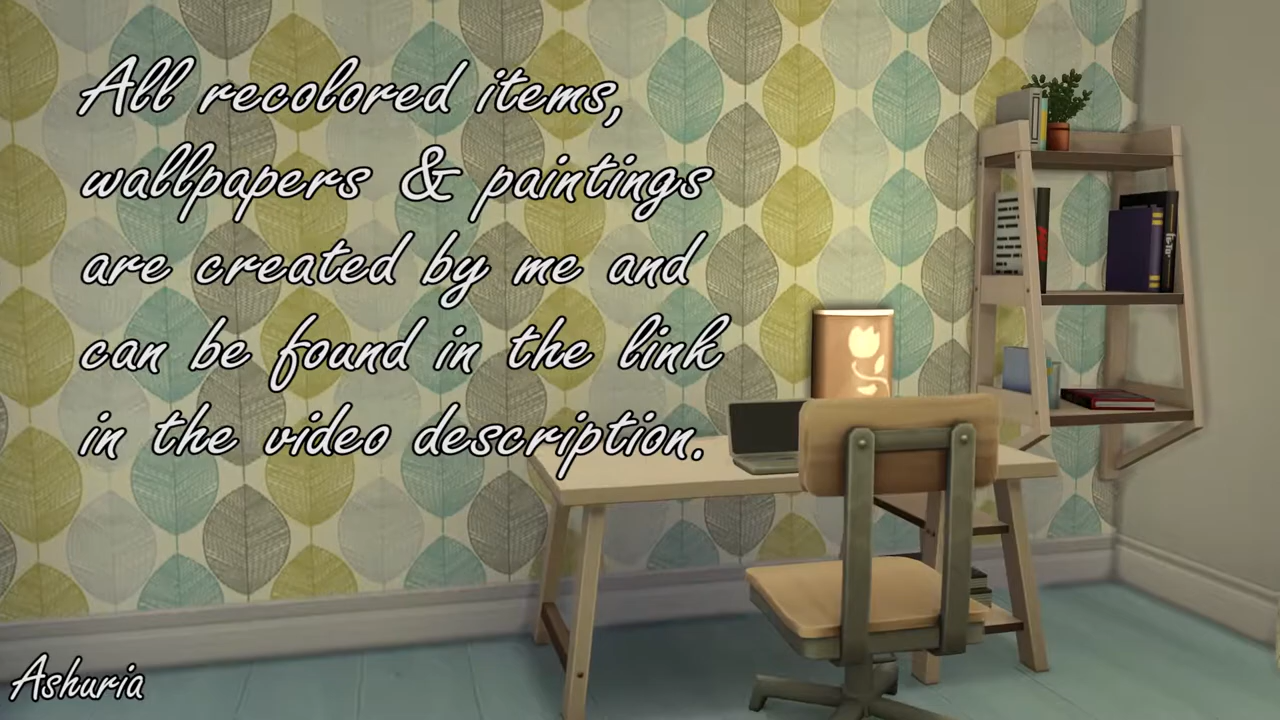 All recolored items,
wallpapers & paintings
are created by me and
can be found in the link
in the video description.
Ashuria